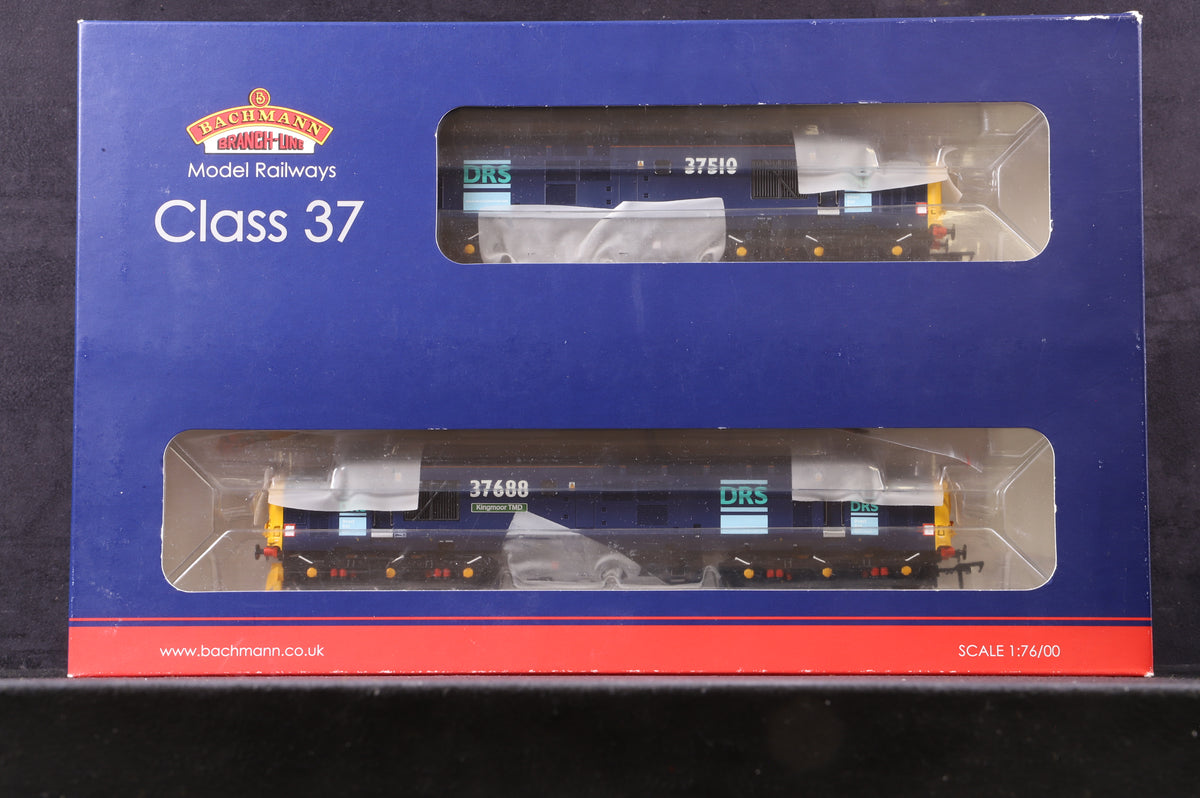 BACHMANN
BRANCH-LINE
Model Railways
Class 37
DRS
37510
37688
Kingmoor TMD
DRS
DRS
www.bachmann.co.uk
SCALE 1:76/00